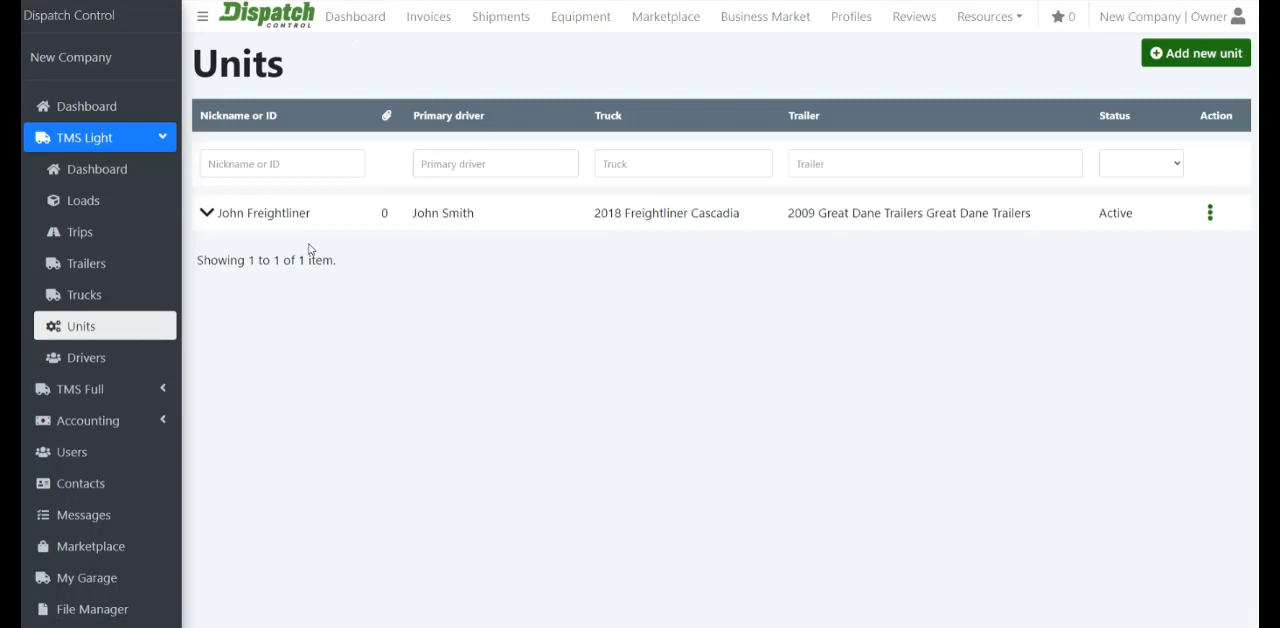 Dispatch Control
Dispatch CONTROL
Dashboard Invoices Shipments Equipment Marketplace Business Market Profiles Reviews Resources 0 New Company | Owner
New Company
Units
Add new unit
Dashboard
TMS Light
Dashboard
Loads
Trips
Trailers
Trucks
Units
Drivers
TMS Full
Accounting
Users
Contacts
Messages
Marketplace
My Garage
File Manager
Nickname or ID Primary driver Truck Trailer Status Action
Nickname or ID Primary driver Truck Trailer
John Freightliner 0 John Smith 2018 Freightliner Cascadia 2009 Great Dane Trailers Great Dane Trailers Active
Showing 1 to 1 of 1 item.